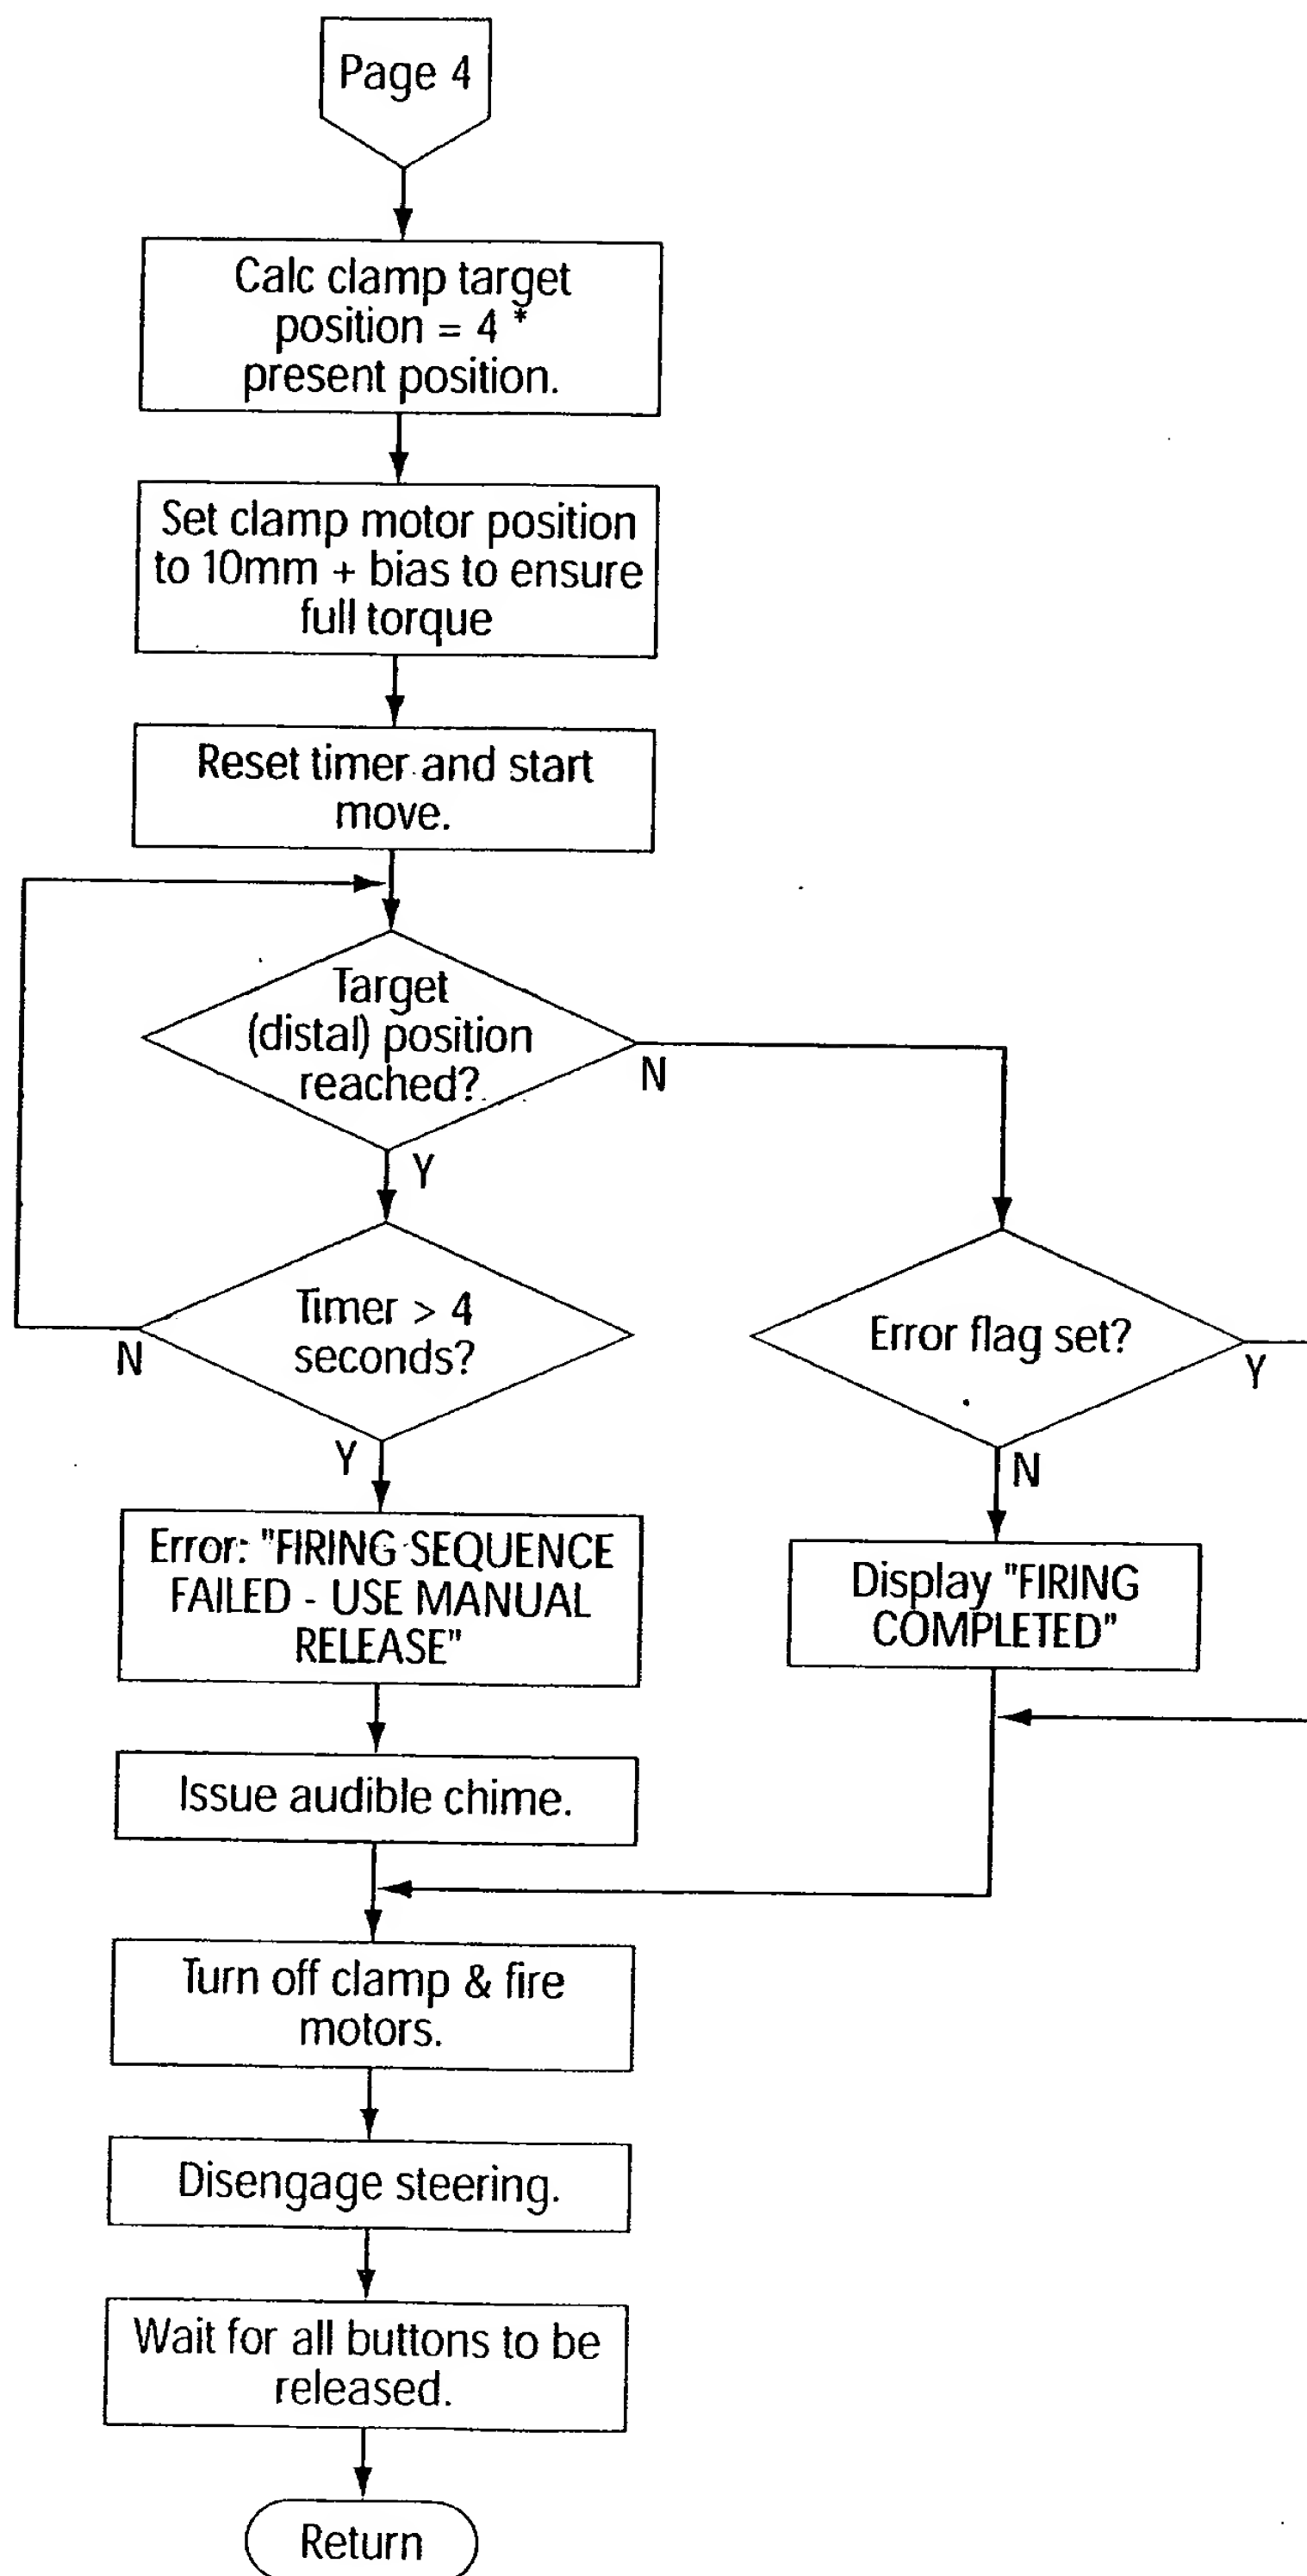 Page 4
Calc clamp target
position = 4 *
present position.
Set clamp motor position
to 10mm + bias to ensure
full torque
Reset timer and start
move.
Target
(distal) position
reached?
N
Y
Timer > 4
seconds?
N
Y
Error flag set?
Y
N
Error: "FIRING SEQUENCE
FAILED - USE MANUAL
RELEASE"
Display "FIRING
COMPLETED"
Issue audible chime.
Turn off clamp & fire
motors.
Disengage steering.
Wait for all buttons to be
released.
Return